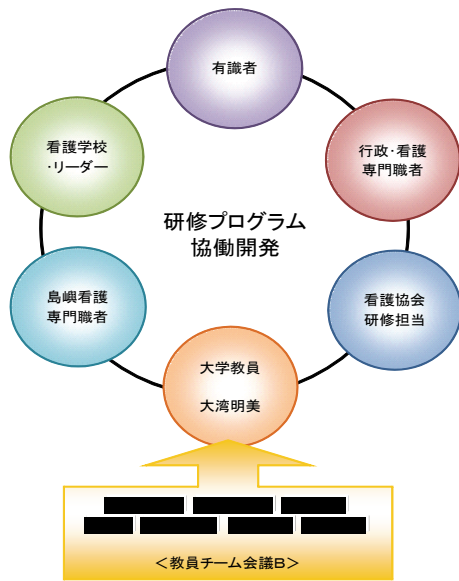 有識者
看護学校
・リーダー
行政・看護
専門職者
研修プログラム
協働開発
島嶼看護
専門職者
看護協会
研修担当
大学教員
大湾明美
＜教員チーム会議B＞